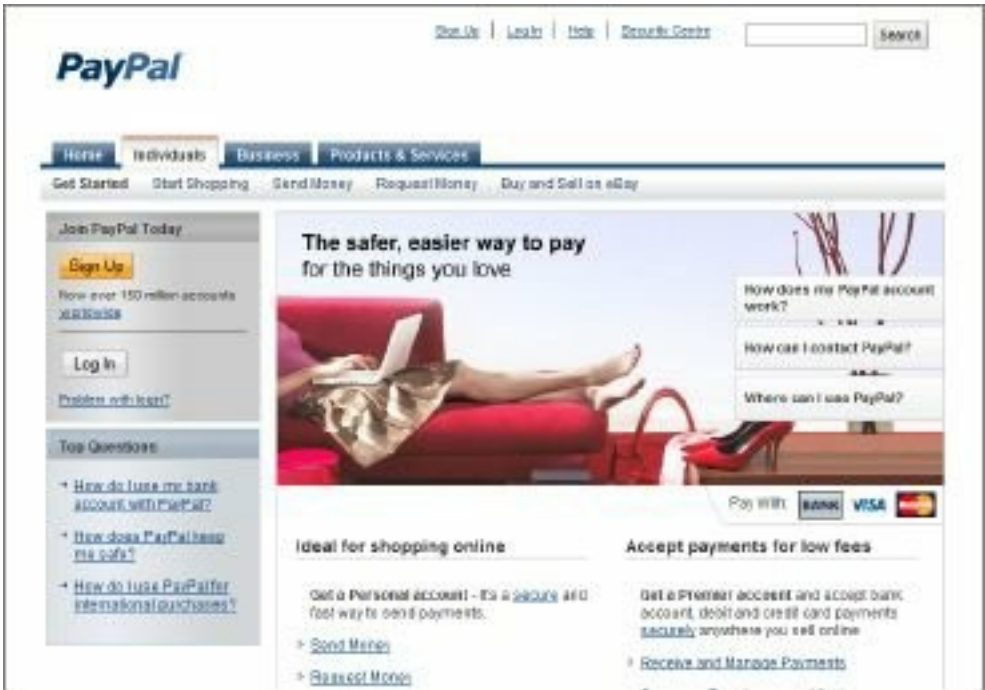 Sign Up | Log In | Help | Security Centre
Search
PayPal
Home Individuals Business Products & Services
Get Started Start Shopping Send Money Request Money Buy and Sell on eBay
Join PayPal Today
Sign Up
Now over 150 million accounts
worldwide
Log In
Problem with login?
Top Questions
How do I use my bank
account with PayPal?
How does PayPal keep
me safe?
How do I use PayPal for
international purchases?
The safer, easier way to pay
for the things you love
How does my PayPal account
work?
How can I contact PayPal?
Where can I use PayPal?
Pay With: BANK VISA MasterCard
Ideal for shopping online
Get a Personal account - It's a secure and
fast way to send payments.
Send Money
Request Money
Accept payments for low fees
Get a Premier account and accept bank
account, debit and credit card payments
securely anywhere you sell online
Receive and Manage Payments